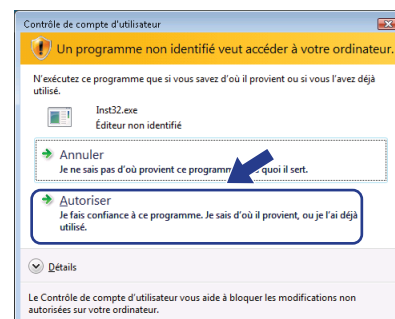 Contrôle de compte d'utilisateur
Un programme non identifié veut accéder à votre ordinateur.
N'exécutez ce programme que si vous savez d'où il provient ou si vous l'avez déjà
utilisé.
Inst32.exe
Éditeur non identifié
Annuler
Je ne sais pas d'où provient ce program quoi il sert.
Autoriser
Je fais confiance à ce programme. Je sais d'où il provient, ou je l'ai déjà
utilisé.
Détails
Le Contrôle de compte d'utilisateur vous aide à bloquer les modifications non
autorisées sur votre ordinateur.